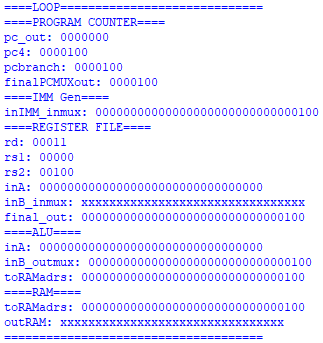 ====LOOP=============================
====PROGRAM COUNTER====
pc_out: 0000000
pc4: 0000100
pcbranch: 0000100
finalPCMUXout: 0000100
====IMM Gen====
inIMM_inmux: 00000000000000000000000000000100
====REGISTER FILE====
rd: 00011
rs1: 00000
rs2: 00100
inA: 00000000000000000000000000000000
inB_inmux: xxxxxxxxxxxxxxxxxxxxxxxxxxxxxxxx
final_out: 00000000000000000000000000000100
====ALU====
inA: 00000000000000000000000000000000
inB_outmux: 00000000000000000000000000000100
toRAMadrs: 00000000000000000000000000000100
====RAM====
toRAMadrs: 00000000000000000000000000000100
outRAM: xxxxxxxxxxxxxxxxxxxxxxxxxxxxxxxx
=====================================